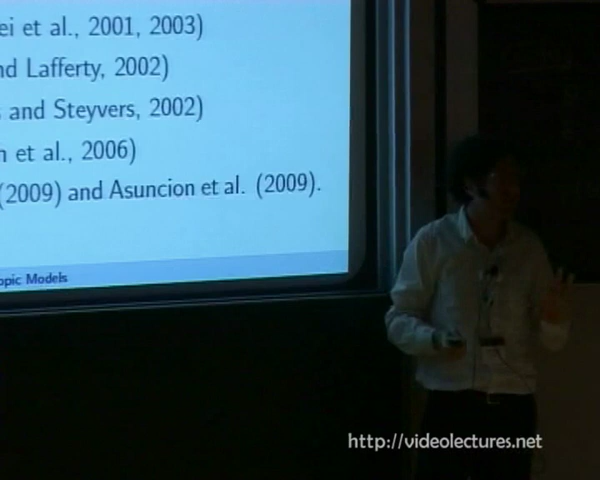 ei et al., 2001, 2003)
nd Lafferty, 2002)
and Steyvers, 2002)
et al., 2006)
(2009) and Asuncion et al. (2009).
opic Models
http://videolectures.net